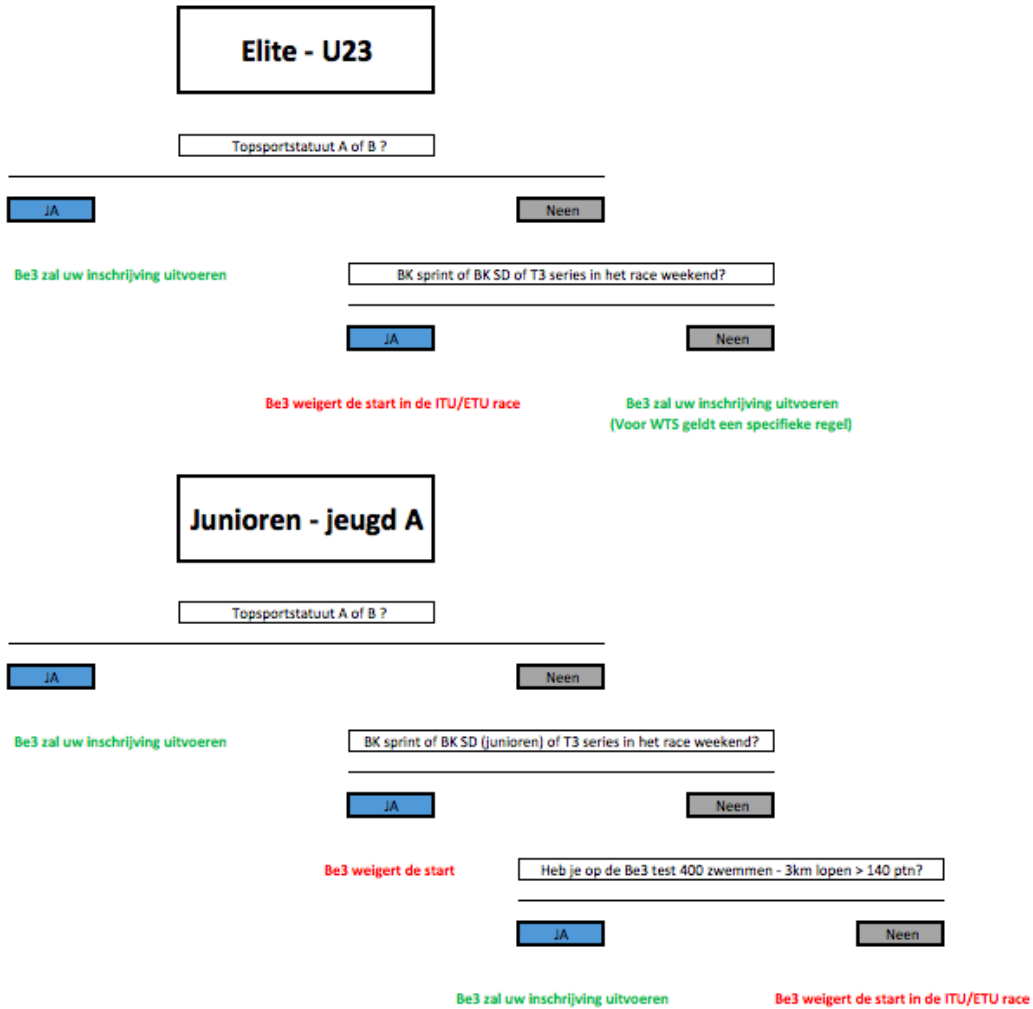 Elite - U23
Topsportstatuut A of B ?
JA
Neen
Be3 zal uw inschrijving uitvoeren
BK sprint of BK SD of T3 series in het race weekend?
JA
Neen
Be3 weigert de start in de ITU/ETU race
Be3 zal uw inschrijving uitvoeren
(Voor WTS geldt een specifieke regel)
Junioren - jeugd A
Topsportstatuut A of B ?
JA
Neen
Be3 zal uw inschrijving uitvoeren
BK sprint of BK SD (junioren) of T3 series in het race weekend?
JA
Neen
Be3 weigert de start
Heb je op de Be3 test 400 zwemmen - 3km lopen > 140 ptn?
JA
Neen
Be3 zal uw inschrijving uitvoeren
Be3 weigert de start in de ITU/ETU race